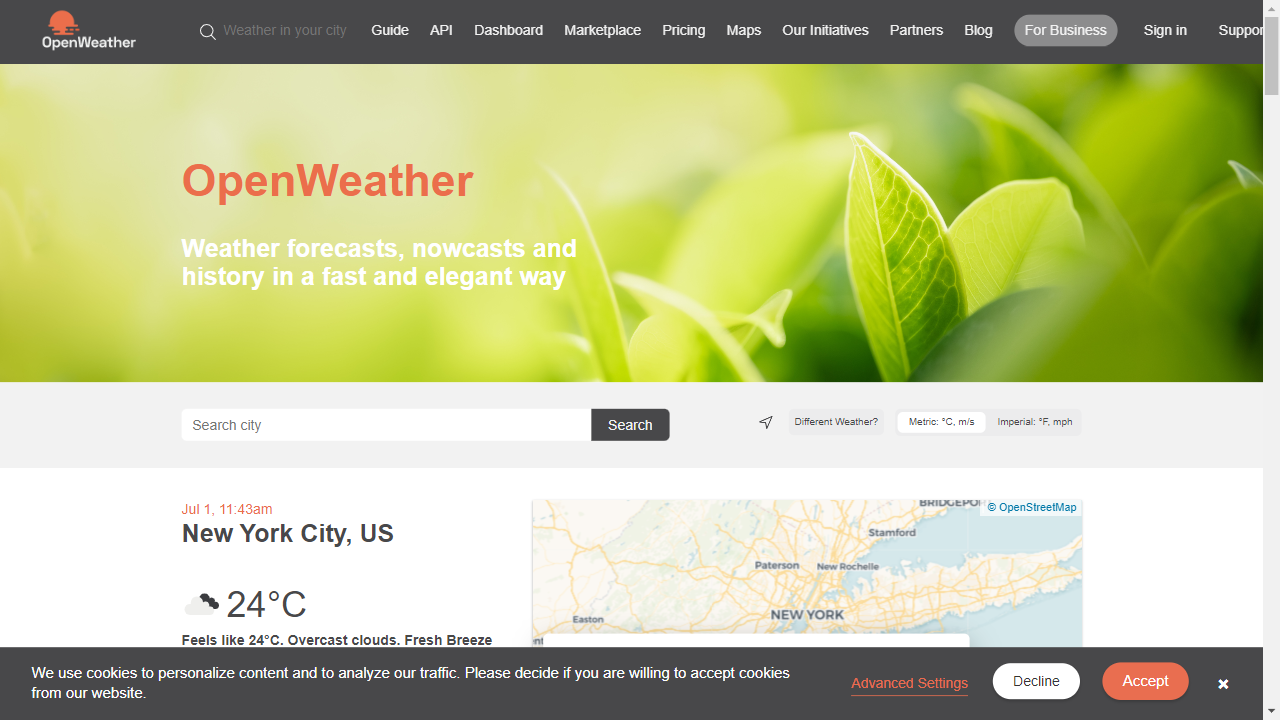 OpenWeather
Weather in your city
Guide
API
Dashboard
Marketplace
Pricing
Maps
Our Initiatives
Partners
Blog
For Business
Sign in
Suppor
OpenWeather
Weather forecasts, nowcasts and
history in a fast and elegant way
Search city
Search
Different Weather?
Metric: °C, m/s
Imperial: °F, mph
Jul 1, 11:43am
New York City, US
24°C
Feels like 24°C. Overcast clouds. Fresh Breeze
BRIDGEPO
© OpenStreetMap
Stamford
Paterson
New Rochelle
NEW YORK
Easton
We use cookies to personalize content and to analyze our traffic. Please decide if you are willing to accept cookies
from our website.
Advanced Settings
Decline
Accept